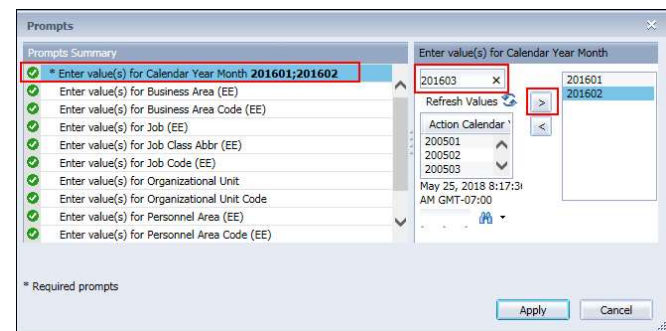 Prompts
Prompts Summary
* Enter value(s) for Calendar Year Month 201601;201602
Enter value(s) for Business Area (EE)
Enter value(s) for Business Area Code (EE)
Enter value(s) for Job (EE)
Enter value(s) for Job Class Abbr (EE)
Enter value(s) for Job Code (EE)
Enter value(s) for Organizational Unit
Enter value(s) for Organizational Unit Code
Enter value(s) for Personnel Area (EE)
Enter value(s) for Personnel Area Code (EE)
Enter value(s) for Calendar Year Month
201603
Refresh Values
Action Calendar
200501
200502
200503
May 25, 2018 8:17:3
AM GMT-07:00
>
<
201601
201602
* Required prompts
Apply
Cancel